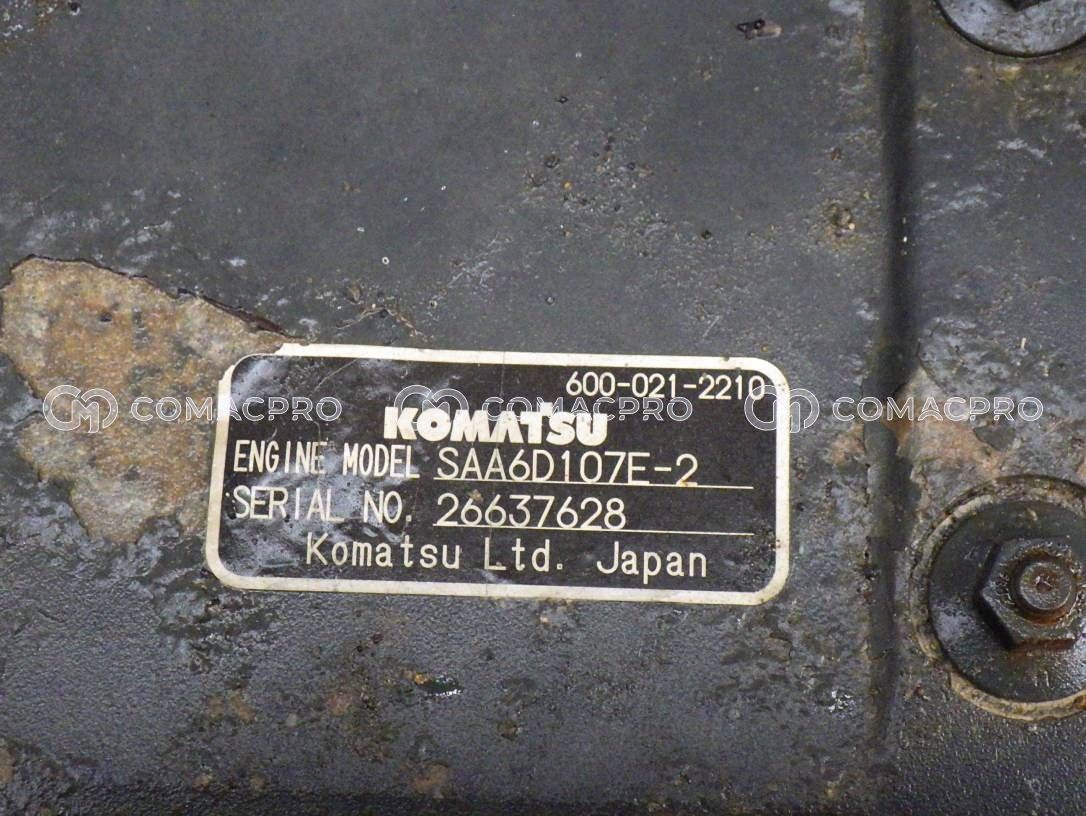 600-021-2210
COMACPRO COMACPRO COMACPRO
KOMATSU
ENGINE MODEL SAA6D107E-2
SERIAL NO. 26637628
Komatsu Ltd. Japan